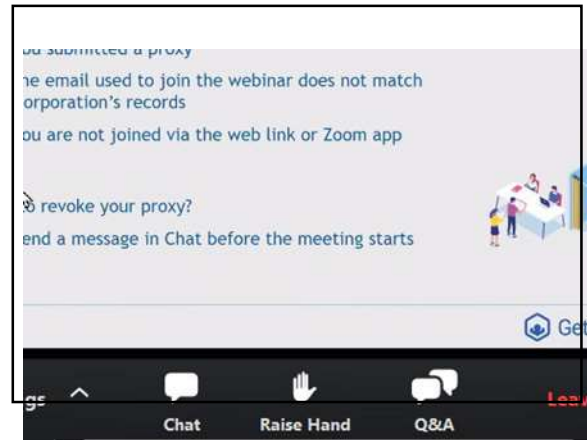 ou submitted a proxy
he email used to join the webinar does not match
orporation's records
ou are not joined via the web link or Zoom app
o revoke your proxy?
end a message in Chat before the meeting starts
Get
gs
Chat Raise Hand Q&A
Leav